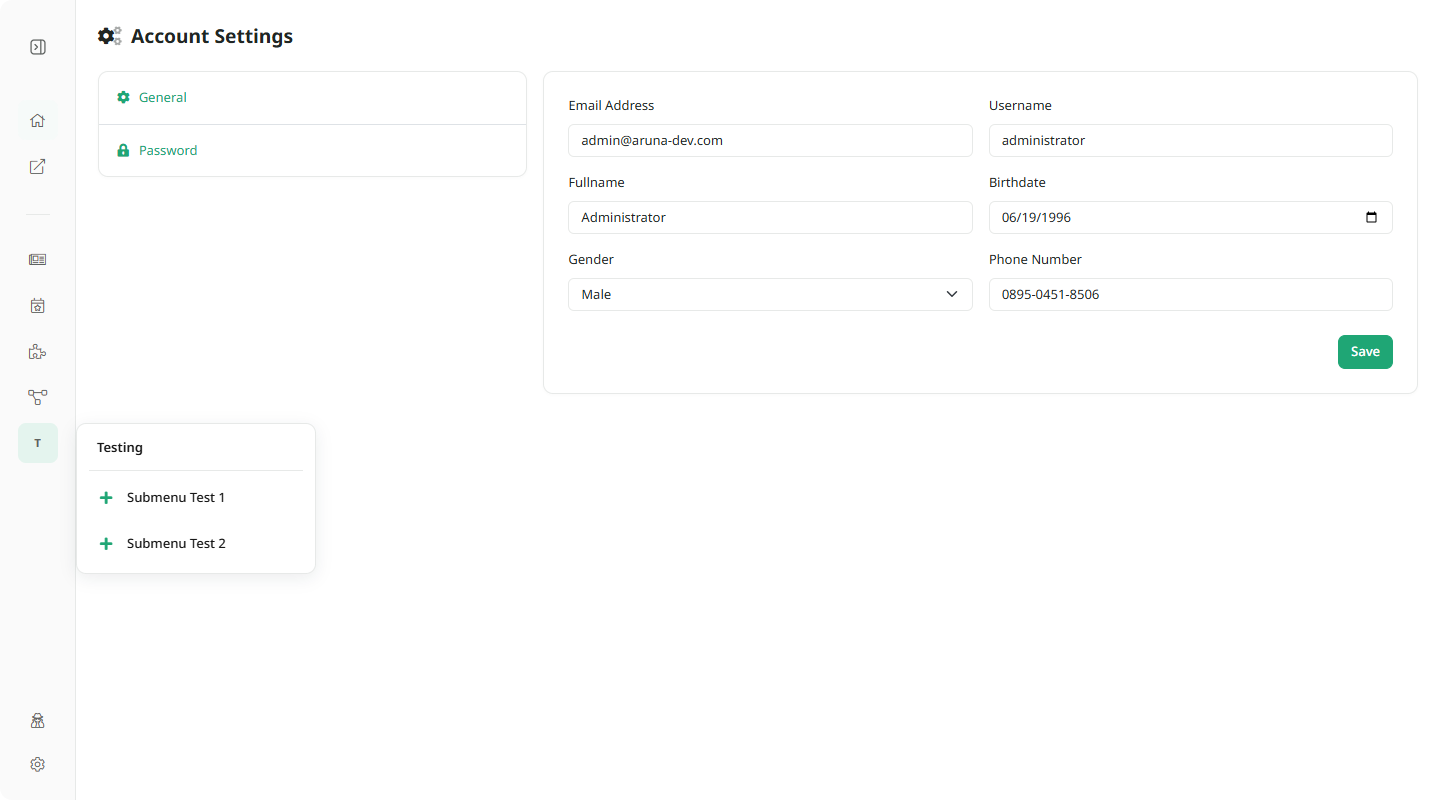 Account Settings
General
Password
Email Address
Username
admin@aruna-dev.com
administrator
Fullname
Birthdate
Administrator
06/19/1996
Gender
Phone Number
Male
0895-0451-8506
Save
T
Testing
Submenu Test 1
Submenu Test 2